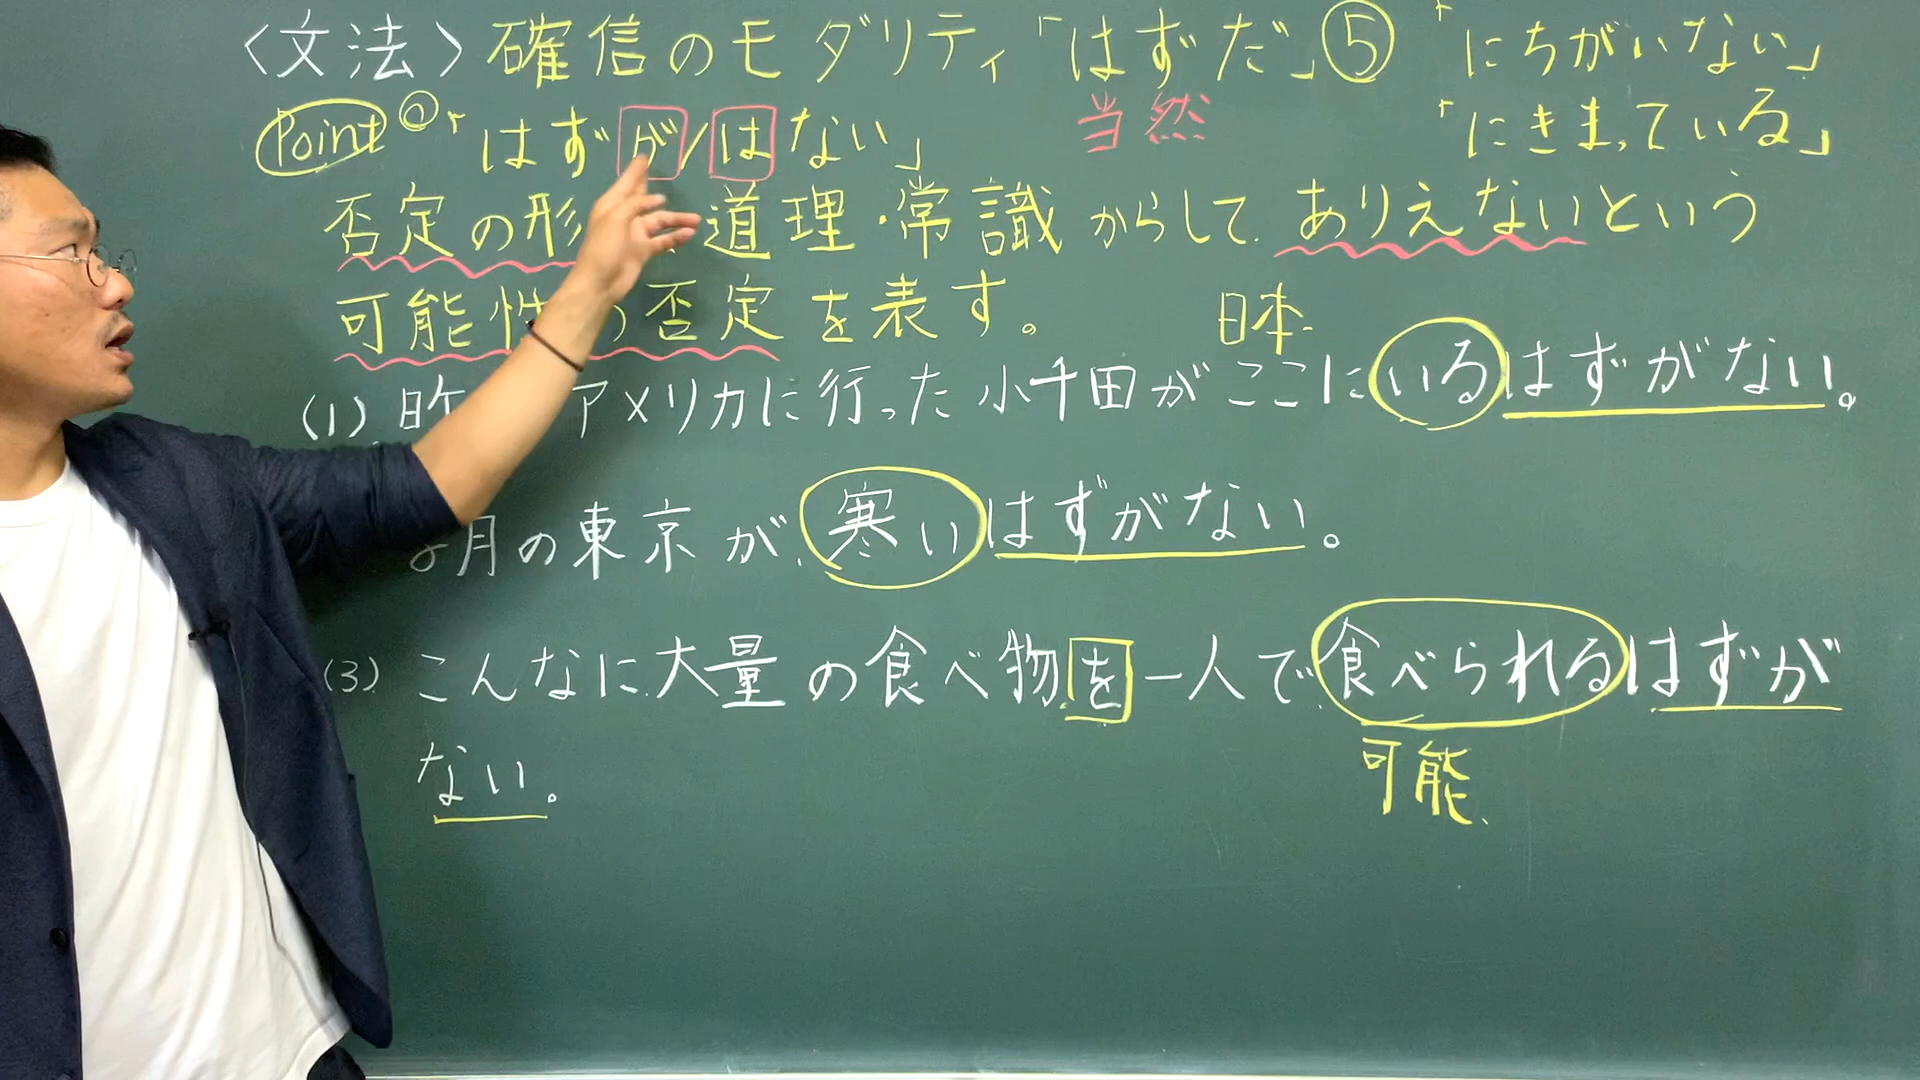 〈文法〉確信のモダリティ「はずだ」⑤ 「にちがいない」
Point◎「はずが/はない」 当然 「にきまっている」
否定の形 道理・常識からして ありえないという
可能性 否定を表す。 日本
(1) 昨 アメリカに行った小千田がここにいるはずがない。
月の東京が寒いはずがない。
(3) こんなに大量の食べ物を一人で食べられるはずが
ない。 可能